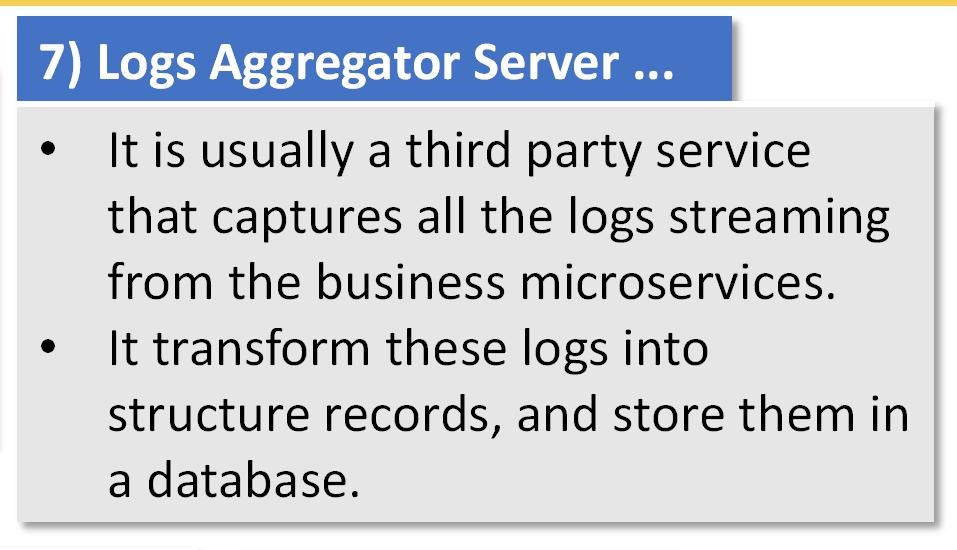 7) Logs Aggregator Server ...
• It is usually a third party service
that captures all the logs streaming
from the business microservices.
• It transform these logs into
structure records, and store them in
a database.